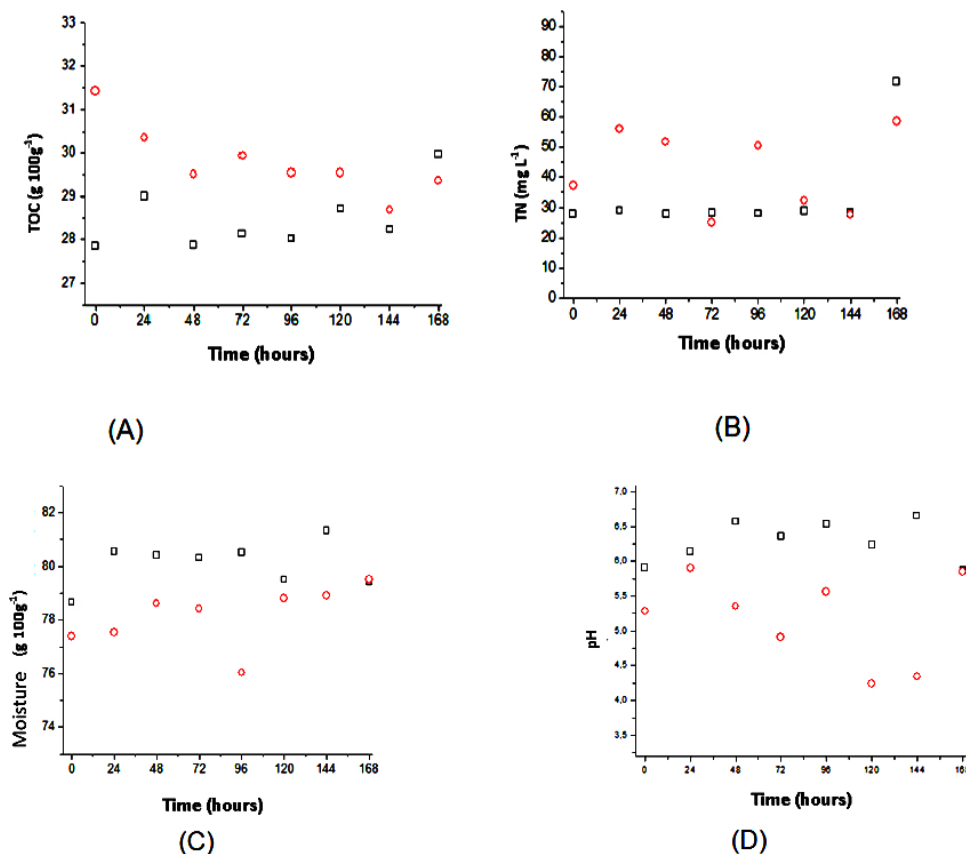 33
32
31
30
29
28
27
TOC (g 100g⁻¹)
0 24 48 72 96 120 144 168
Time (hours)
(A)
90
80
70
60
50
40
30
20
10
0
TN (mg L⁻¹)
0 24 48 72 96 120 144 168
Time (hours)
(B)
82
80
78
76
74
Moisture (g 100g⁻¹)
0 24 48 72 96 120 144 168
Time (hours)
(C)
7,0
6,5
6,0
5,5
5,0
4,5
4,0
3,5
pH
0 24 48 72 96 120 144 168
Time (hours)
(D)